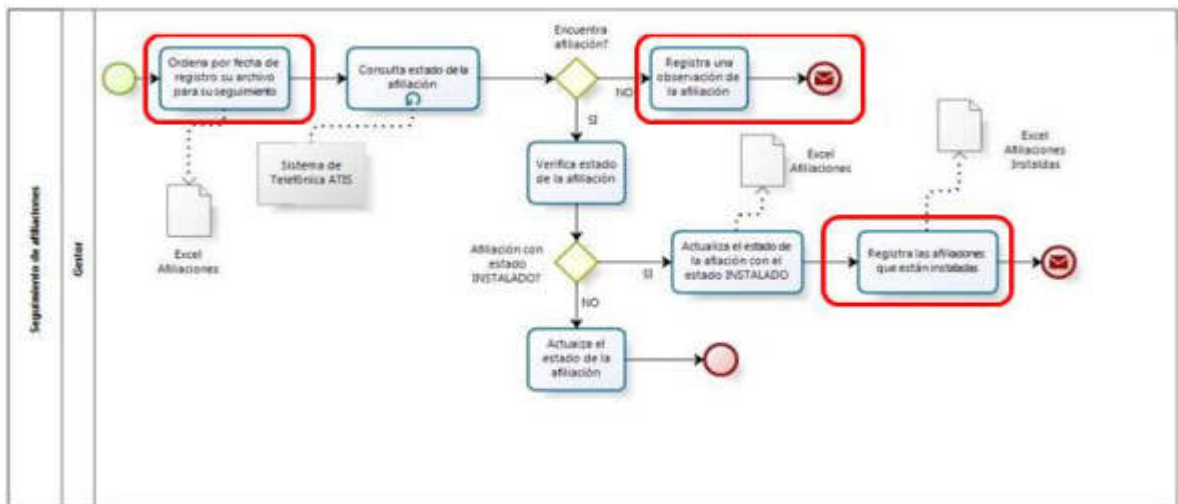 Seguimiento de afiliaciones
Gestor
Ordena por fecha de
registro su archivo
para su seguimiento
Consulta estado de la
afiliación
Encuentra
afiliación?
NO
Registra una
observación de
la afiliación
SI
Sistema de
Telefónica ATIS
Excel
Afiliaciones
Verifica estado
de la afiliación
Excel
Afiliaciones
Excel
Afiliaciones
Instaldas
Afiliación con
estado
INSTALADO?
SI
Actualiza el estado de
la afiación con el
estado INSTALADO
Registra las afiliaciones
que están instaladas
NO
Actualiza el
estado de la
afiliación